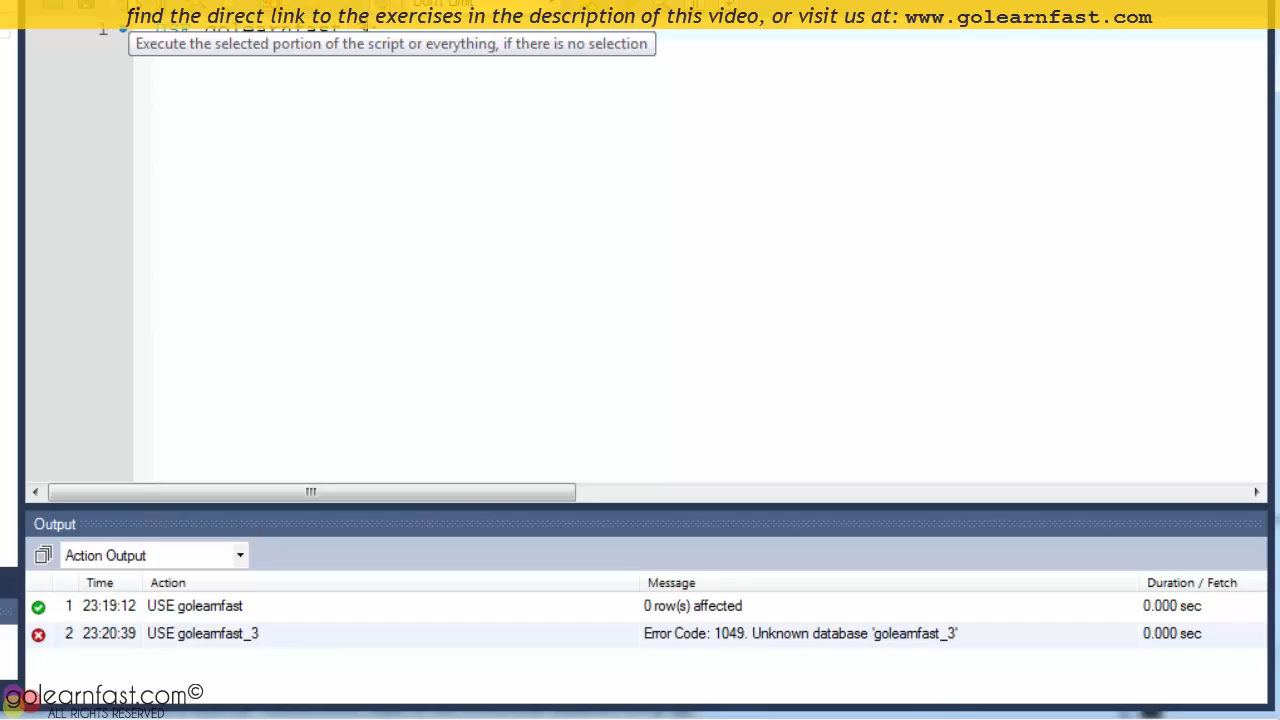 find the direct link to the exercises in the description of this video, or visit us at: www.golearnfast.com
1
Execute the selected portion of the script or everything, if there is no selection
Output
Action Output
Time Action Message Duration / Fetch
1 23:19:12 USE golearnfast 0 row(s) affected 0.000 sec
2 23:20:39 USE golearnfast_3 Error Code: 1049. Unknown database 'golearnfast_3' 0.000 sec
golearnfast.com©
ALL RIGHTS RESERVED